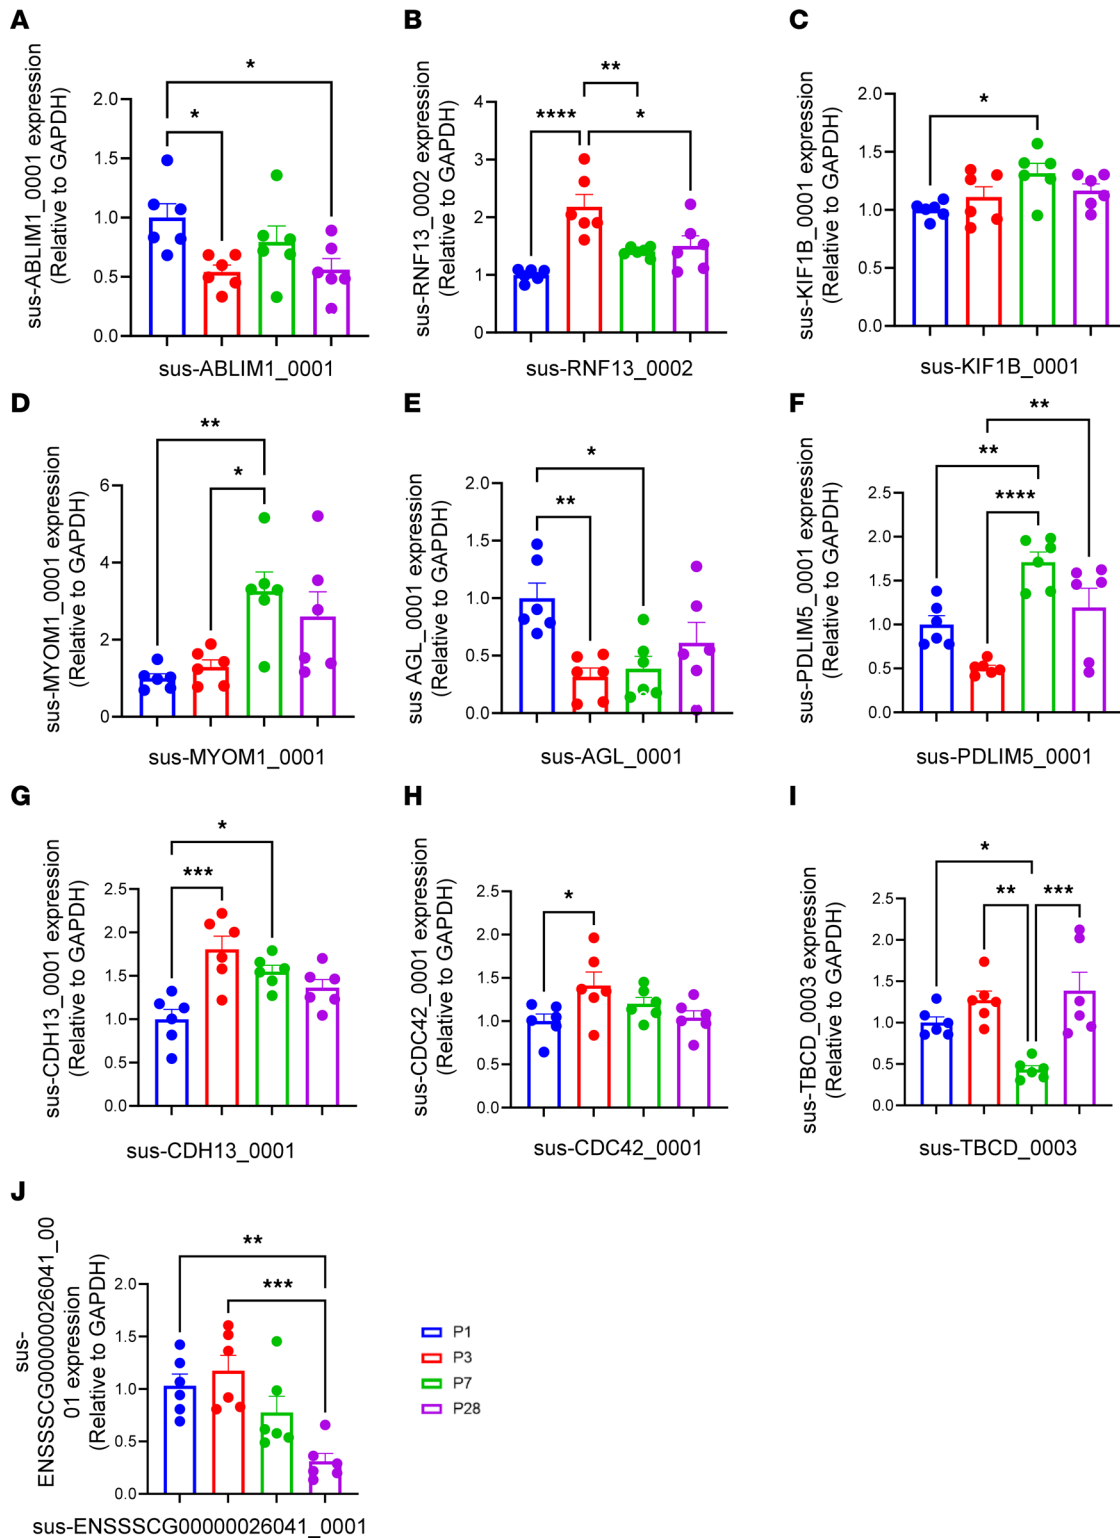 A
sus-ABLIM1_0001 expression
(Relative to GAPDH)
2.0
1.5
1.0
0.5
0.0
*
*
sus-ABLIM1_0001
B
sus-RNF13_0002 expression
(Relative to GAPDH)
4
3
2
1
0
**
****
*
sus-RNF13_0002
C
sus-KIF1B_0001 expression
(Relative to GAPDH)
2.0
1.5
1.0
0.5
0.0
*
sus-KIF1B_0001
D
sus-MYOM1_0001 expression
(Relative to GAPDH)
6
4
2
0
**
*
sus-MYOM1_0001
E
sus AGL_0001 expression
(Relative to GAPDH)
2.0
1.5
1.0
0.5
0.0
*
**
sus-AGL_0001
F
sus-PDLIM5_0001 expression
(Relative to GAPDH)
2.5
2.0
1.5
1.0
0.5
0.0
**
**
****
sus-PDLIM5_0001
G
sus-CDH13_0001 expression
(Relative to GAPDH)
2.5
2.0
1.5
1.0
0.5
0.0
*
***
sus-CDH13_0001
H
sus-CDC42_0001 expression
(Relative to GAPDH)
2.5
2.0
1.5
1.0
0.5
0.0
*
sus-CDC42_0001
I
sus-TBCD_0003 expression
(Relative to GAPDH)
2.5
2.0
1.5
1.0
0.5
0.0
*
**
***
sus-TBCD_0003
J
sus-
ENSSSCG00000026041_00
01 expression
(Relative to GAPDH)
2.0
1.5
1.0
0.5
0.0
**
***
sus-ENSSSCG00000026041_0001
P1
P3
P7
P28